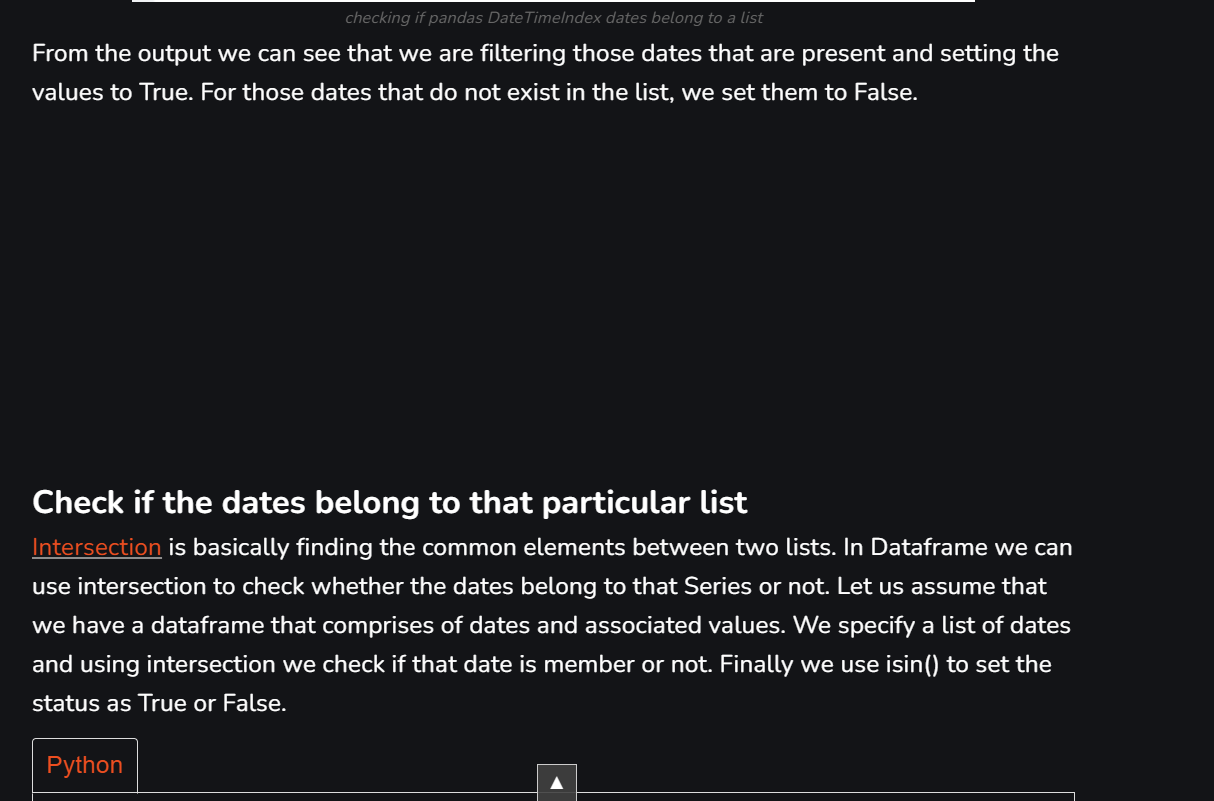 checking if pandas DateTimeIndex dates belong to a list
From the output we can see that we are filtering those dates that are present and setting the
values to True. For those dates that do not exist in the list, we set them to False.
Check if the dates belong to that particular list
Intersection is basically finding the common elements between two lists. In Dataframe we can
use intersection to check whether the dates belong to that Series or not. Let us assume that
we have a dataframe that comprises of dates and associated values. We specify a list of dates
and using intersection we check if that date is member or not. Finally we use isin() to set the
status as True or False.
Python